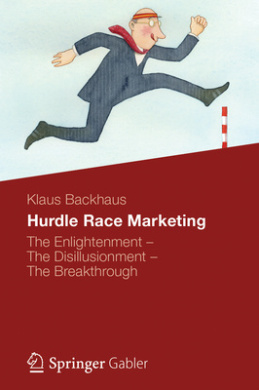 Klaus Backhaus
Hurdle Race Marketing
The Enlightenment –
The Disillusionment –
The Breakthrough
Springer Gabler